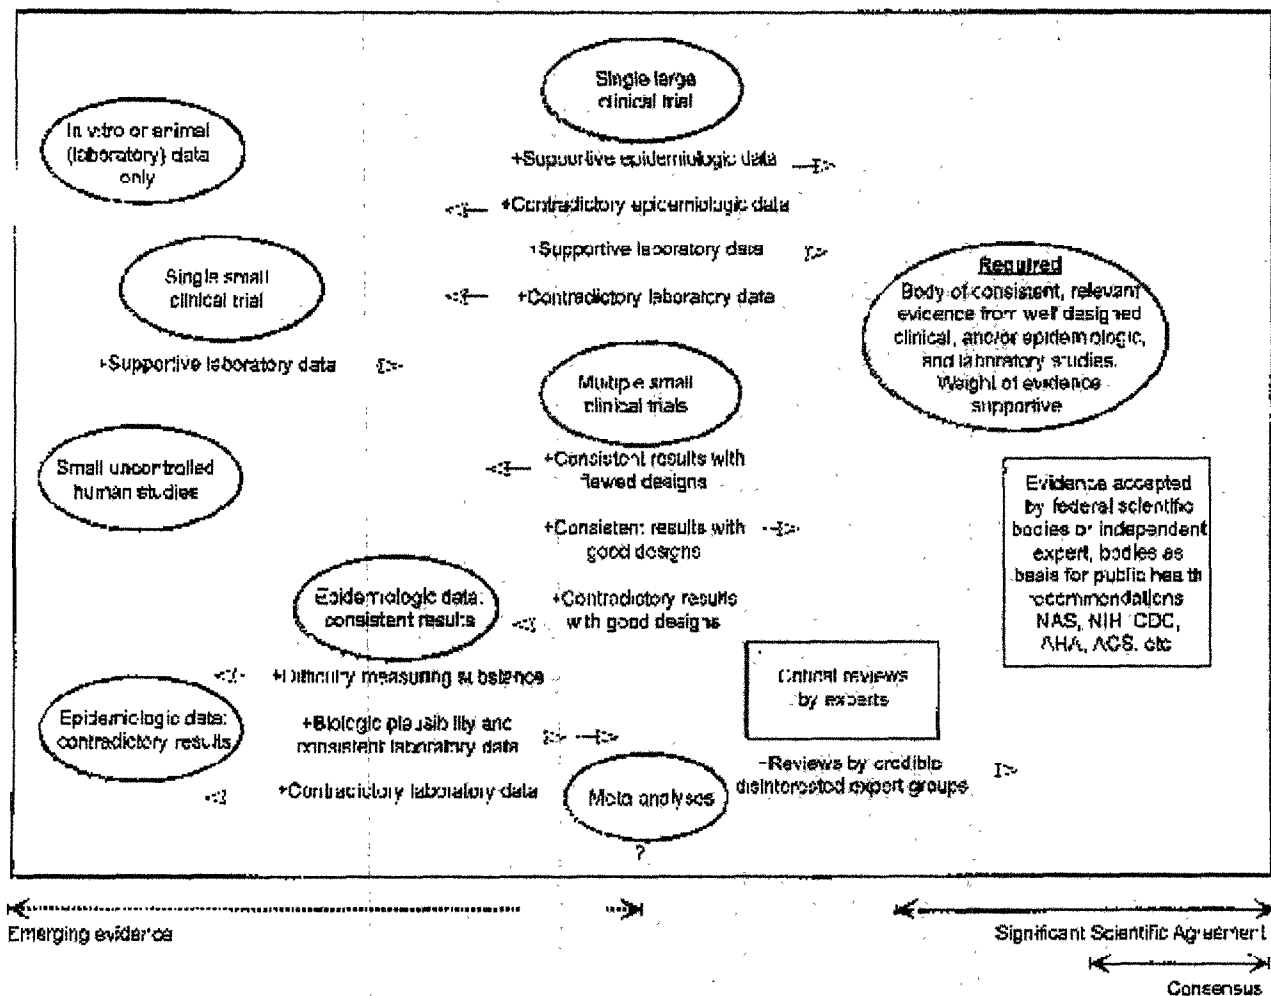 Single large
clinical trial
In vitro or animal
(laboratory) data
only
+Supportive epidemiologic data
+Contradictory epidemiologic data
+Supportive laboratory data
Single small
clinical trial
+Contradictory laboratory data
+Supportive laboratory data
Required
Body of consistent, relevant
evidence from well designed
clinical, and/or epidemiologic,
and laboratory studies.
Weight of evidence
supportive
Multiple small
clinical trials
Small uncontrolled
human studies
+Consistent results with
flawed designs
+Consistent results with
good designs
Evidence accepted
by federal scientific
bodies or independent
expert, bodies as
basis for public health
recommendations
NAS, NIH, CDC,
AHA, ACS, etc
Epidemiologic data:
consistent results
+Contradictory results
with good designs
+Difficulty measuring substance
Critical reviews
by experts
Epidemiologic data:
contradictory results
+Biologic plausibility and
consistent laboratory data
+Reviews by credible
disinterested expert groups
+Contradictory laboratory data
Meta analyses
?
Emerging evidence
Significant Scientific Agreement
Consensus